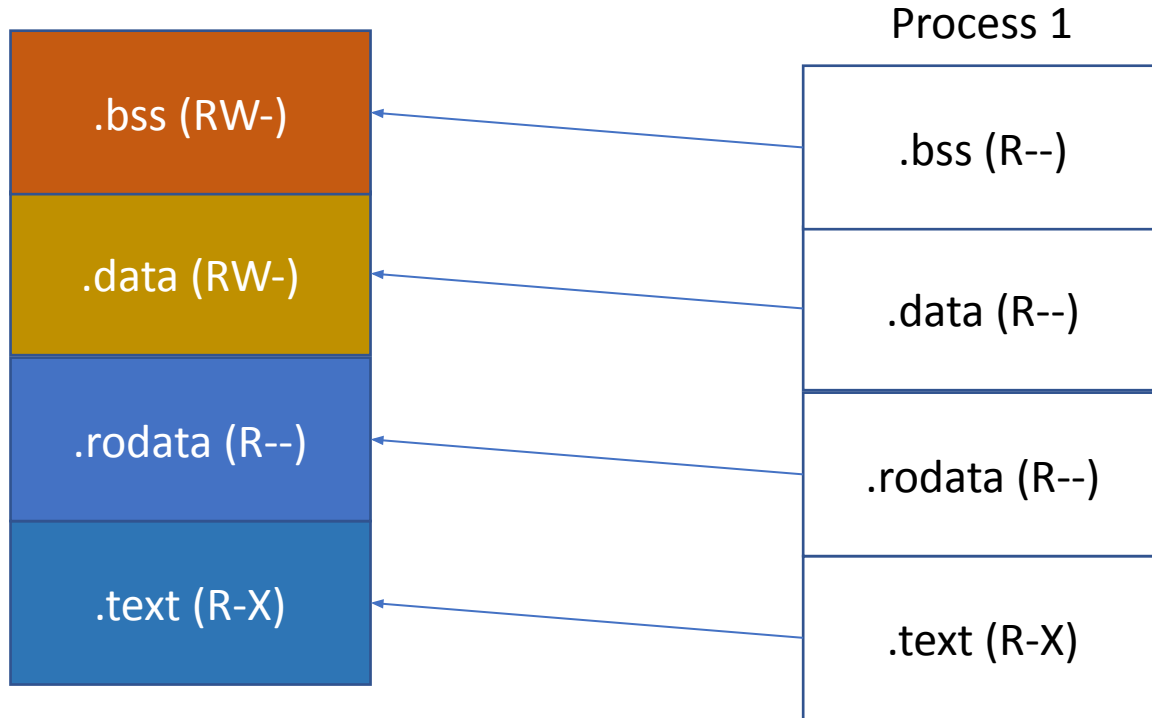 Process 1
.bss (RW-)
.bss (R--)
.data (RW-)
.data (R--)
.rodata (R--)
.rodata (R--)
.text (R-X)
.text (R-X)